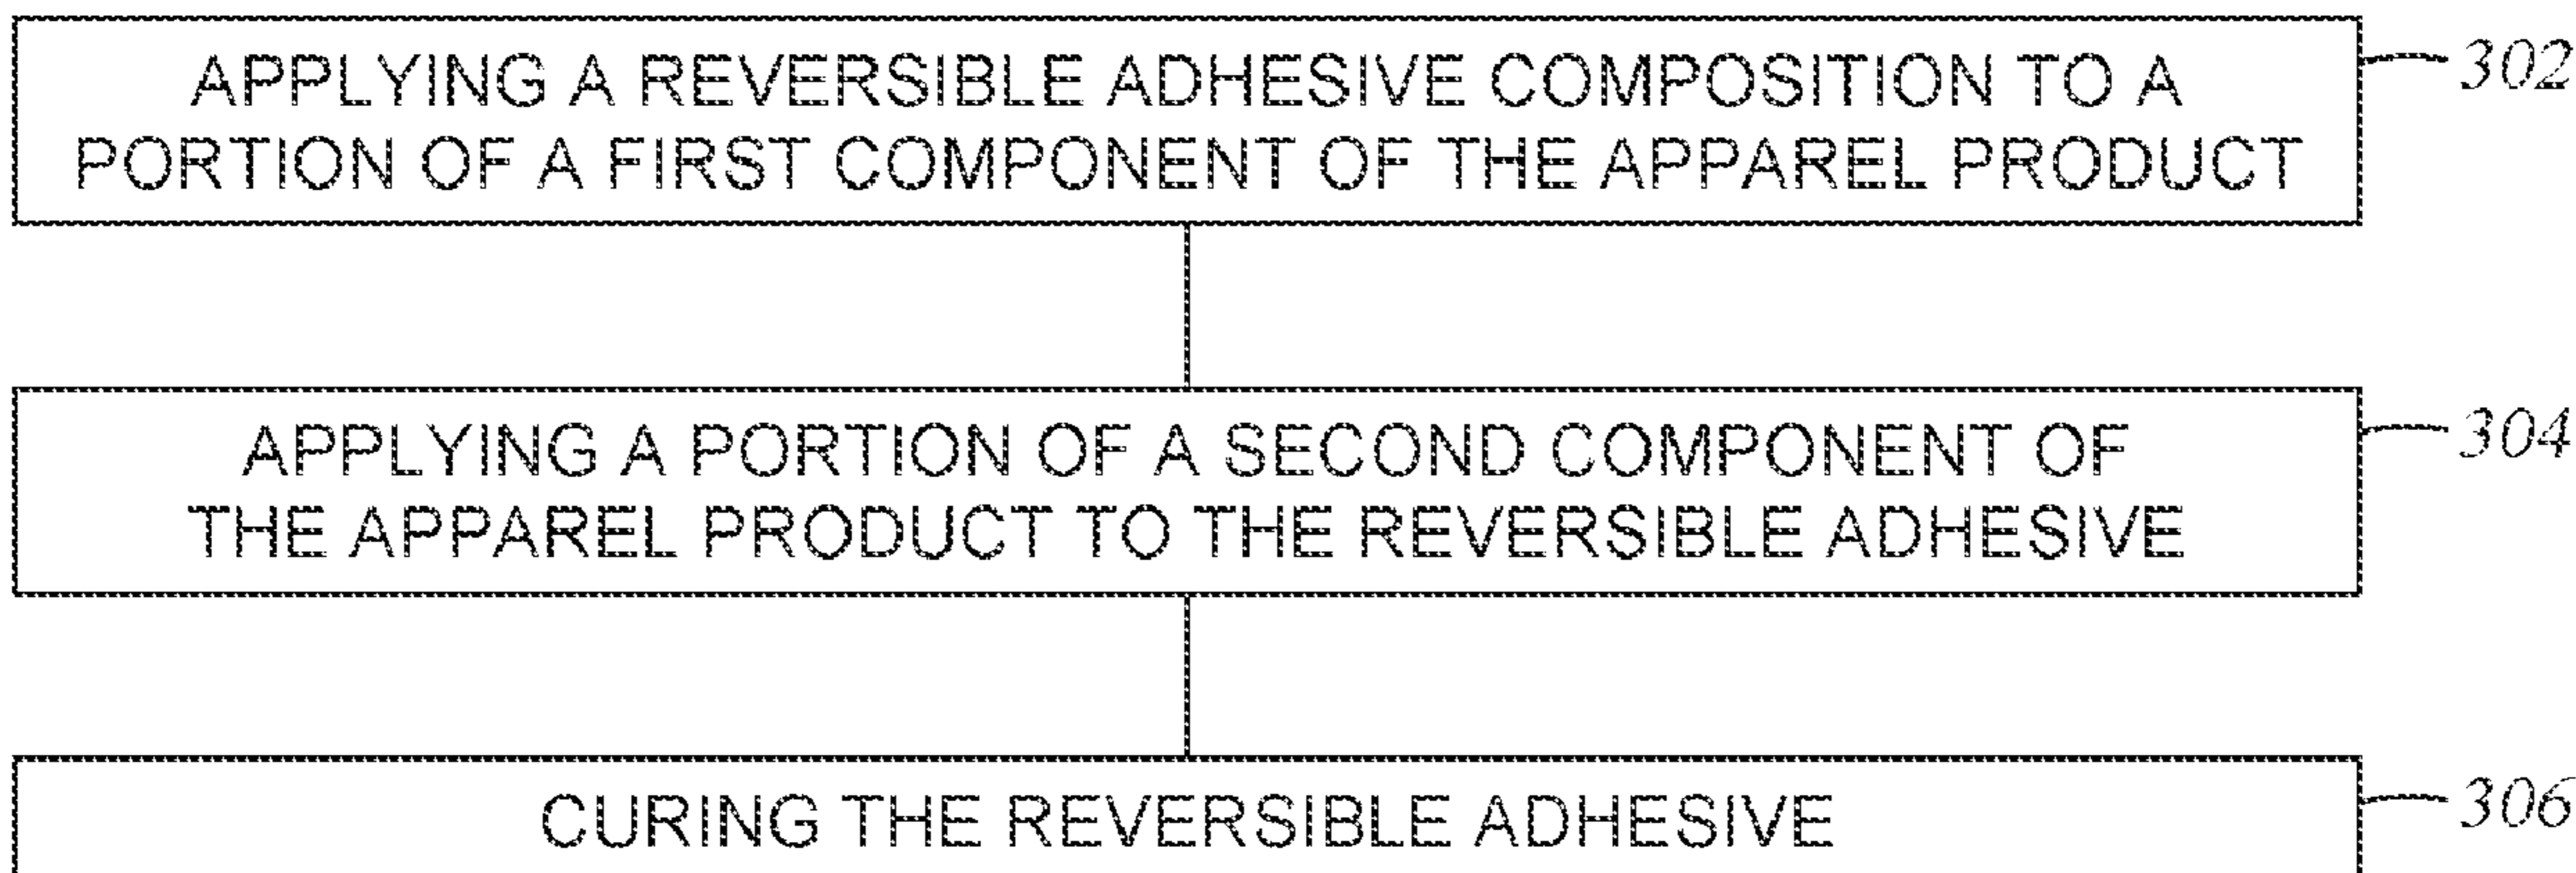 APPLYING A REVERSIBLE ADHESIVE COMPOSITION TO A
PORTION OF A FIRST COMPONENT OF THE APPAREL PRODUCT
302
APPLYING A PORTION OF A SECOND COMPONENT OF
THE APPAREL PRODUCT TO THE REVERSIBLE ADHESIVE
304
CURING THE REVERSIBLE ADHESIVE
306